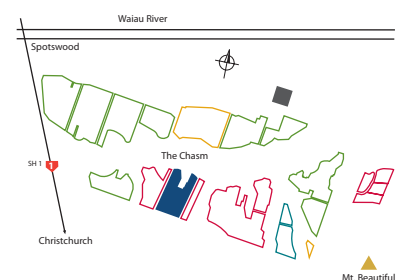 Waiau River
Spotswood
The Chasm
SH 1
1
Christchurch
Mt. Beautiful